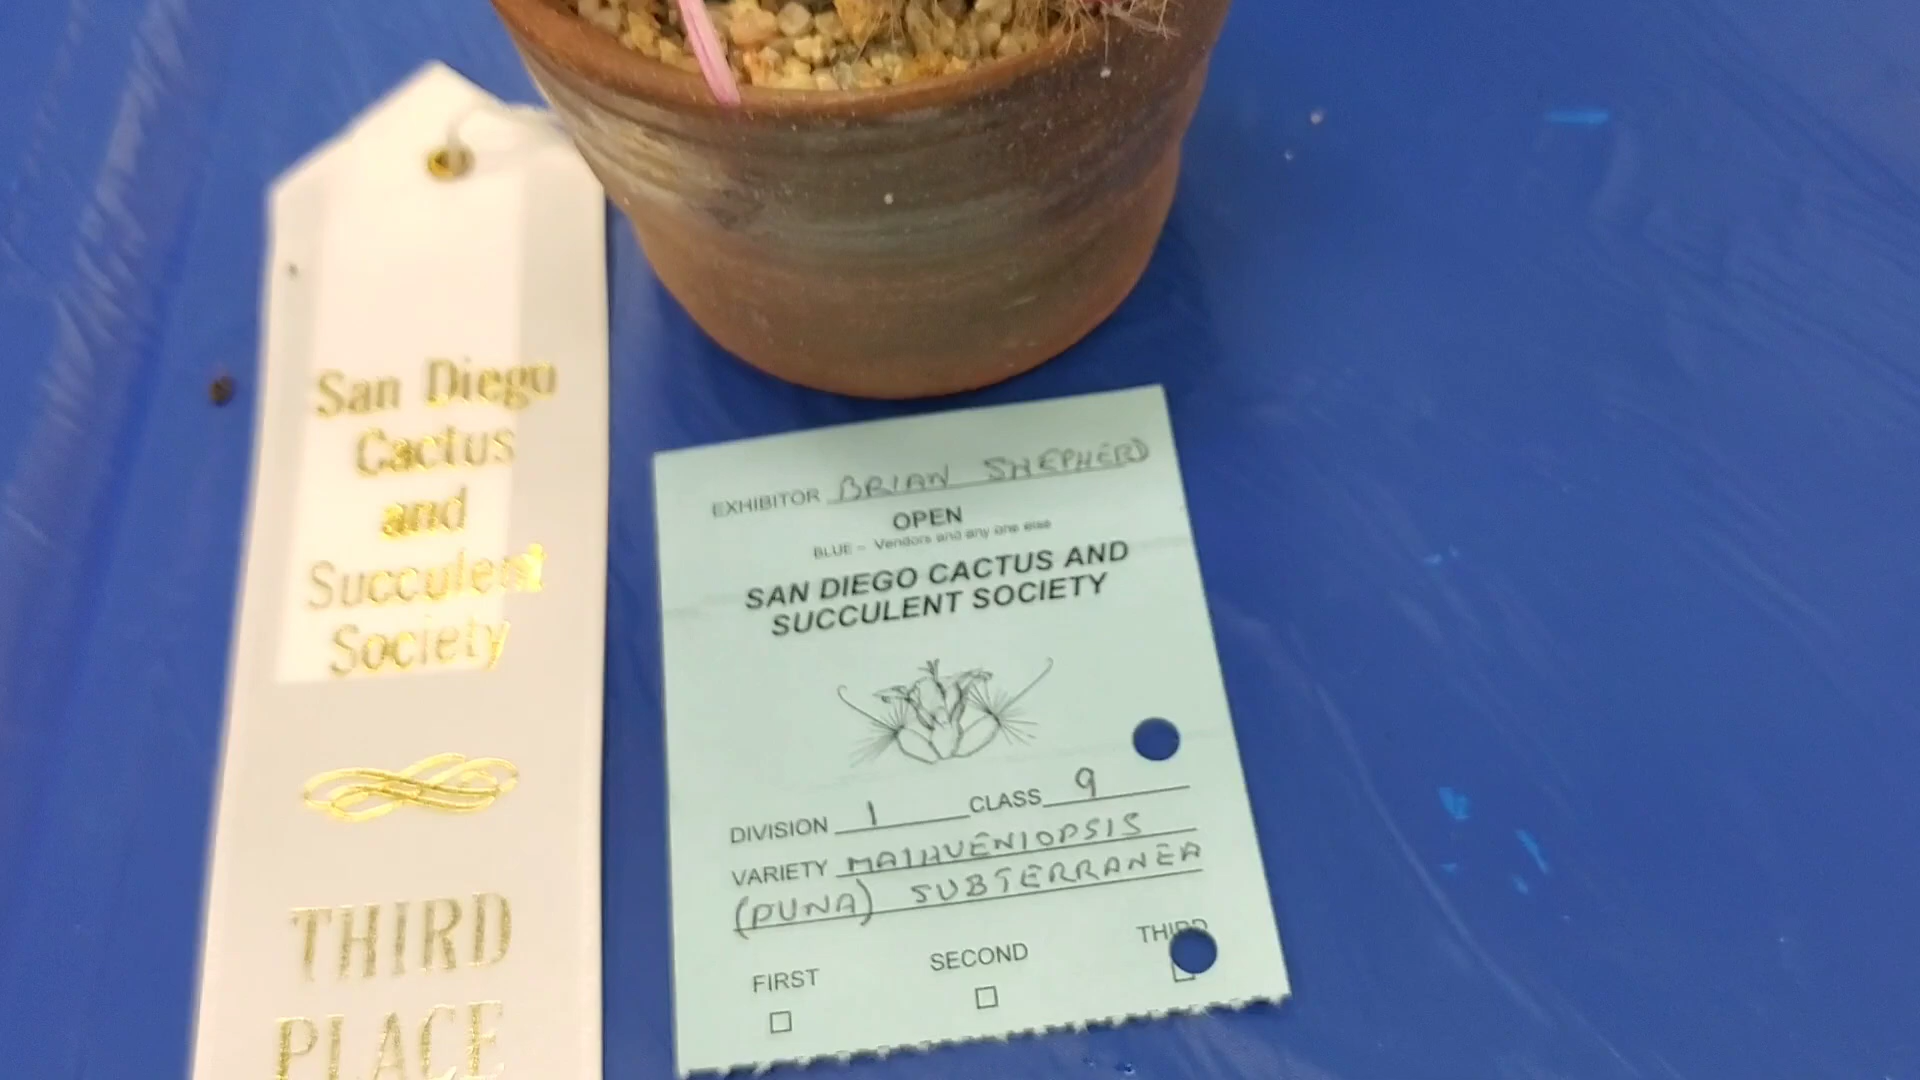 San Diego
Cactus
and
Succulent
Society
THIRD
PLACE
EXHIBITOR BRIAN SHEPHERD
OPEN
BLUE - Vendors and any one else
SAN DIEGO CACTUS AND
SUCCULENT SOCIETY
DIVISION 1 CLASS 9
VARIETY MAIHUENIOPSIS
(PUNA) SUBTERRANEA
FIRST SECOND THIRD